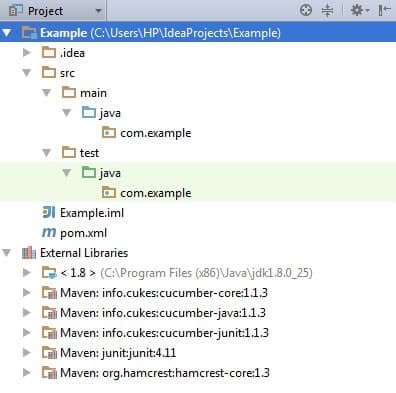 Project
Example (C:\Users\HP\IdeaProjects\Example)
.idea
src
main
java
com.example
test
java
com.example
Example.iml
pom.xml
External Libraries
< 1.8 > (C:\Program Files (x86)\Java\jdk1.8.0_25)
Maven: info.cukes:cucumber-core:1.1.3
Maven: info.cukes:cucumber-java:1.1.3
Maven: info.cukes:cucumber-junit:1.1.3
Maven: junit:junit:4.11
Maven: org.hamcrest:hamcrest-core:1.3